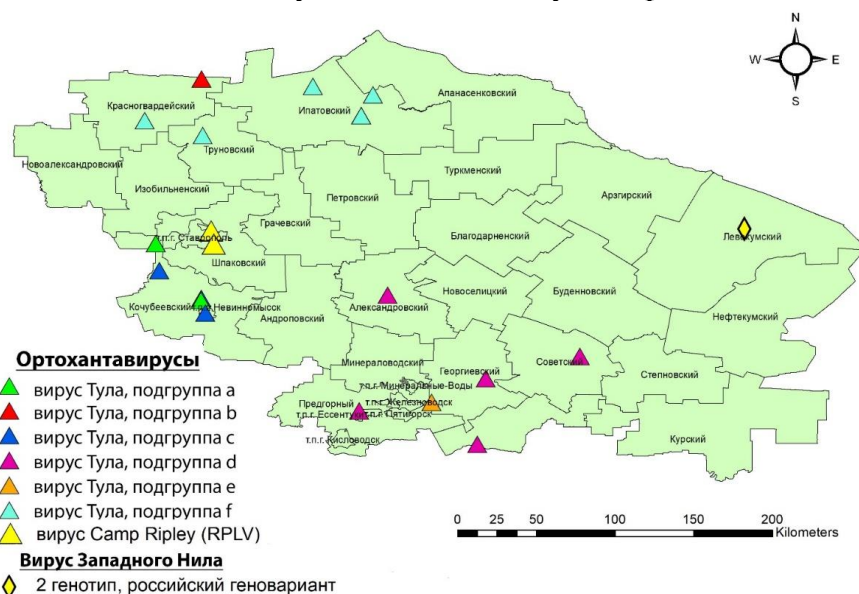 N
W E
S
Апанасенковский
Красногвардейский
Ипатовский
Труновский
Новоалександровский
Туркменский
Изобильненский
Арзгирский
Петровский
Грачевский
т.п.г. Ставрополь
Благодарненский
Левокумский
Шпаковский
Новоселицкий
Буденновский
Кочубеевский
Невинномысск
Александровский
Андроповский
Нефтекумский
Ортохантавирусы
Минераловодский
Георгиевский
Советский
Степновский
т.п.г. Минеральные-Воды
вирус Тула, подгруппа a
Предгорный
т.п.г. Железноводск
вирус Тула, подгруппа b
т.п.г. Ессентуки
т.п.г. Пятигорск
вирус Тула, подгруппа c
т.п.г. Кисловодск
Курский
вирус Тула, подгруппа d
вирус Тула, подгруппа e
вирус Тула, подгруппа f
вирус Camp Ripley (RPLV)
0 25 50 100 150 200
Kilometers
Вирус Западного Нила
2 генотип, российский геновариант